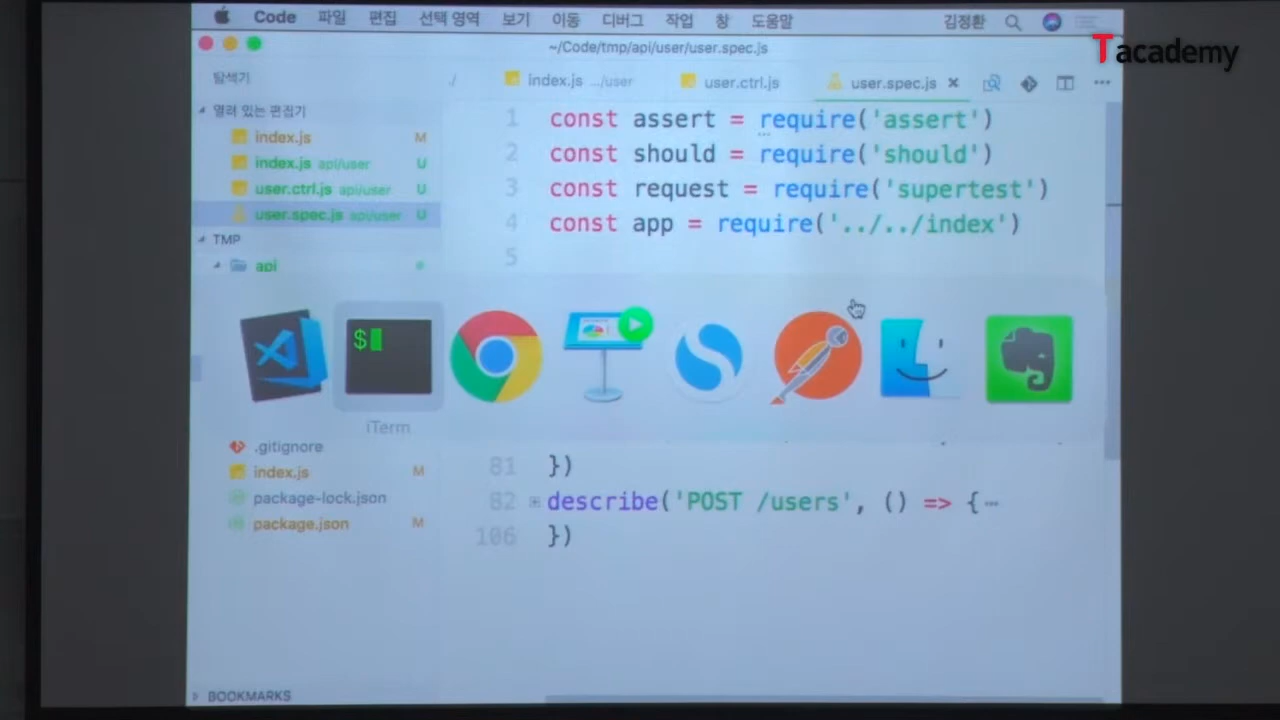 Code 파일 편집 선택 영역 보기 이동 디버그 작업 창 도움말 김정환
~/Code/tmp/api/user/user.spec.js
Tacademy
탐색기
./ index.js .../user user.ctrl.js user.spec.js
열려 있는 편집기
index.js M
index.js api/user U
user.ctrl.js api/user U
user.spec.js api/user U
TMP
api
1 const assert = require('assert')
2 const should = require('should')
3 const request = require('supertest')
4 const app = require('../../index')
5
$
iTerm
.gitignore
index.js M
package-lock.json
package.json M
81 })
82 describe('POST /users', () => {…
106 })
BOOKMARKS